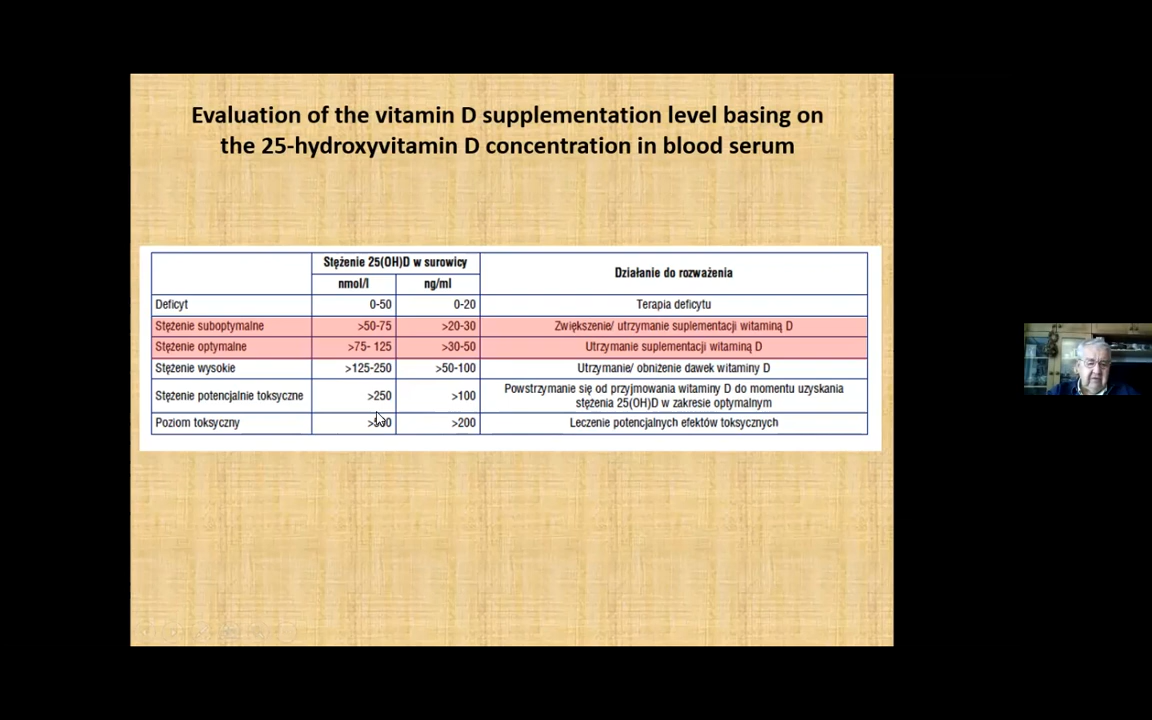 Evaluation of the vitamin D supplementation level basing on
the 25-hydroxyvitamin D concentration in blood serum
Stężenie 25(OH)D w surowicy
Działanie do rozważenia
nmol/l ng/ml
Deficyt 0-50 0-20 Terapia deficytu
Stężenie suboptymalne >50-75 >20-30 Zwiększenie/ utrzymanie suplementacji witaminą D
Stężenie optymalne >75- 125 >30-50 Utrzymanie suplementacji witaminą D
Stężenie wysokie >125-250 >50-100 Utrzymanie/ obniżenie dawek witaminy D
Stężenie potencjalnie toksyczne >250 >100 Powstrzymanie się od przyjmowania witaminy D do momentu uzyskania
stężenia 25(OH)D w zakresie optymalnym
Poziom toksyczny >200 Leczenie potencjalnych efektów toksycznych